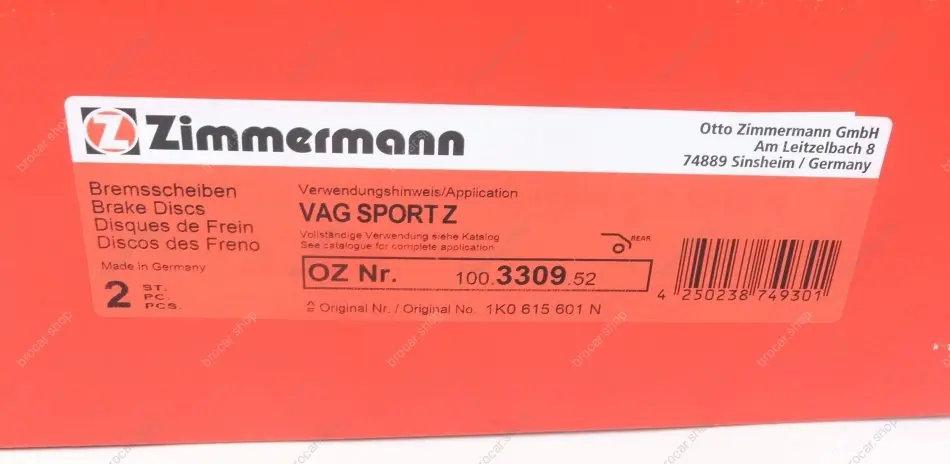 Z Zimmermann
Otto Zimmermann GmbH
Am Leitzelbach 8
74889 Sinsheim / Germany
Bremsscheiben
Brake Discs
Disques de Frein
Discos des Freno
Made in Germany
2 ST.
PC.
PCS.
Verwendungshinweis/Application
VAG SPORT Z
Vollständige Verwendung siehe Katalog
See catalogue for complete application
REAR
OZ Nr. 100.3309.52
≙ Original Nr. / Original No. 1K0 615 601 N
4 250238 749301
brocar.shop